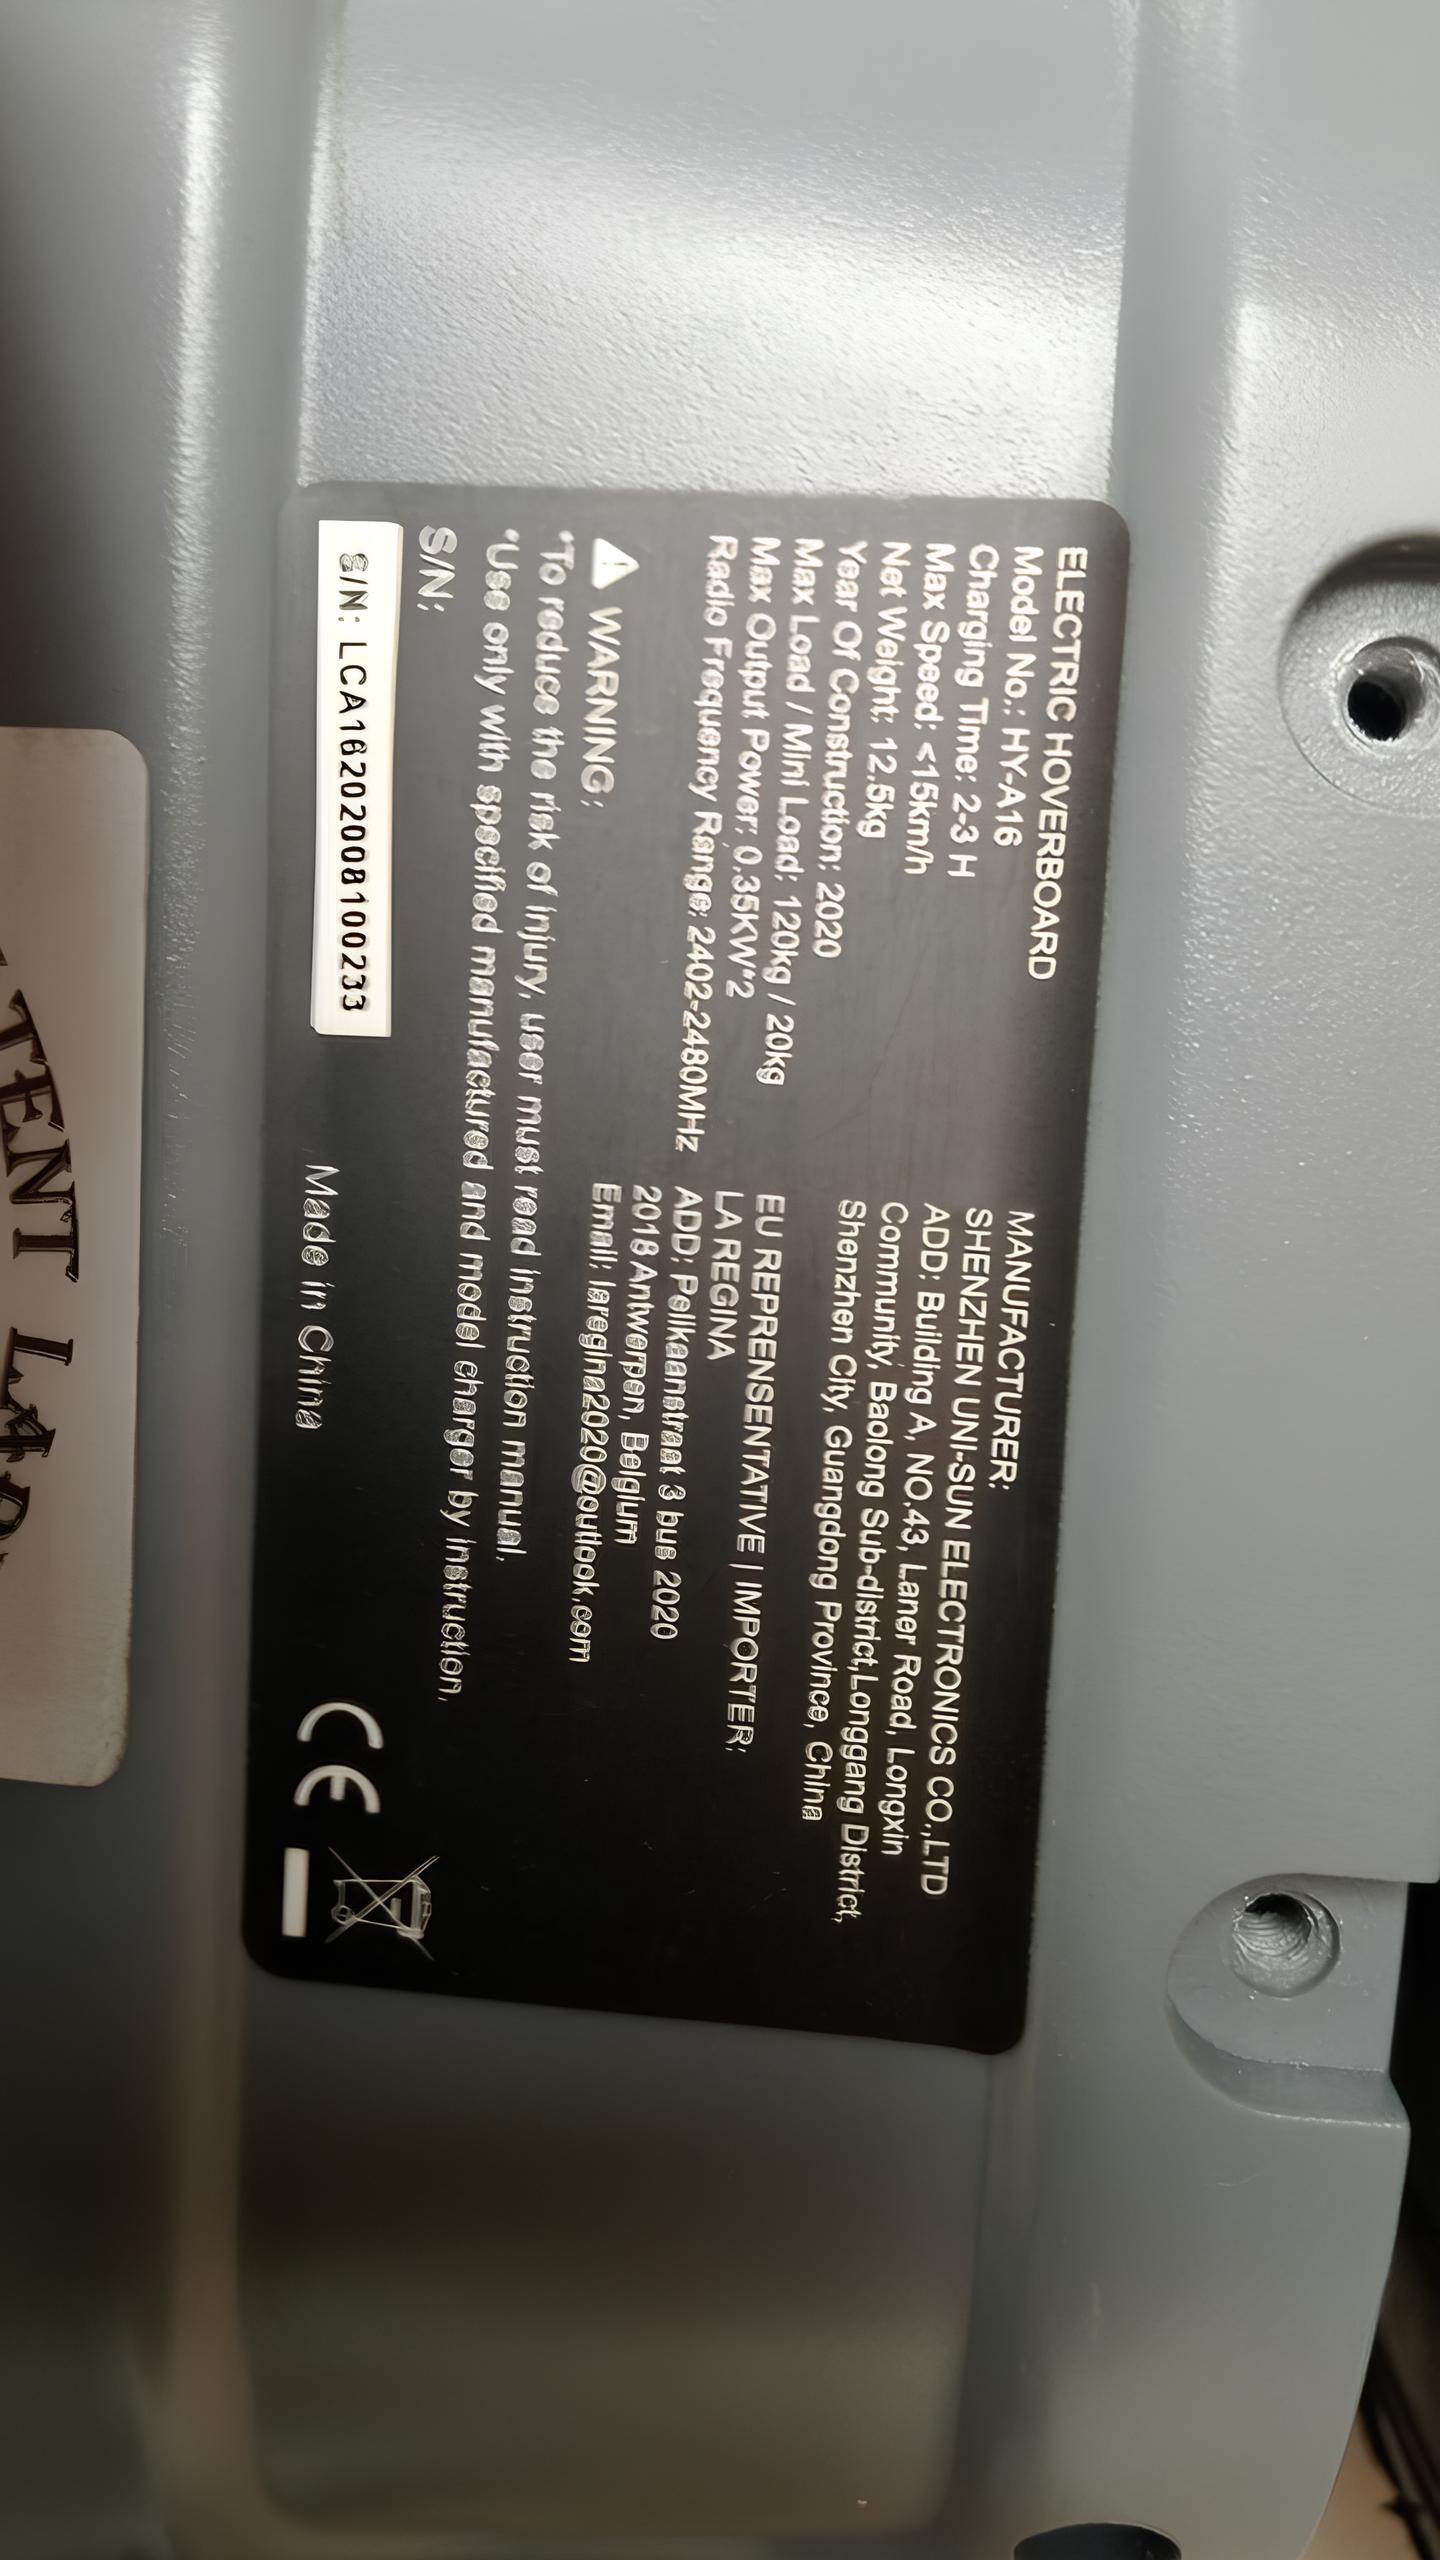 ELECTRIC HOVERBOARD
Model No.: HY-A16
Charging Time: 2-3 H
Max Speed: <15km/h
Net Weight: 12.5kg
Year Of Construction: 2020
Max Load / Mini Load: 120kg / 20kg
Max Output Power: 0.35KW*2
Radio Frequency Range: 2402-2480MHz
MANUFACTURER:
SHENZHEN UNI-SUN ELECTRONICS CO.,LTD
ADD: Building A, NO.43, Laner Road, Longxin
Community, Baolong Sub-district,Longgang District,
Shenzhen City, Guangdong Province, China
EU REPRENSENTATIVE | IMPORTER:
LA REGINA
ADD: Pelikaanstraat 3 bus 2020
2018 Antwerpen, Belgium
Email: laregina2020@outlook.com
WARNING:
*To reduce the risk of injury, user must read instruction manual.
*Use only with specified manufactured and model charger by instruction.
S/N:
S/N: LCA16202008100233
Made in China
CE
TENT